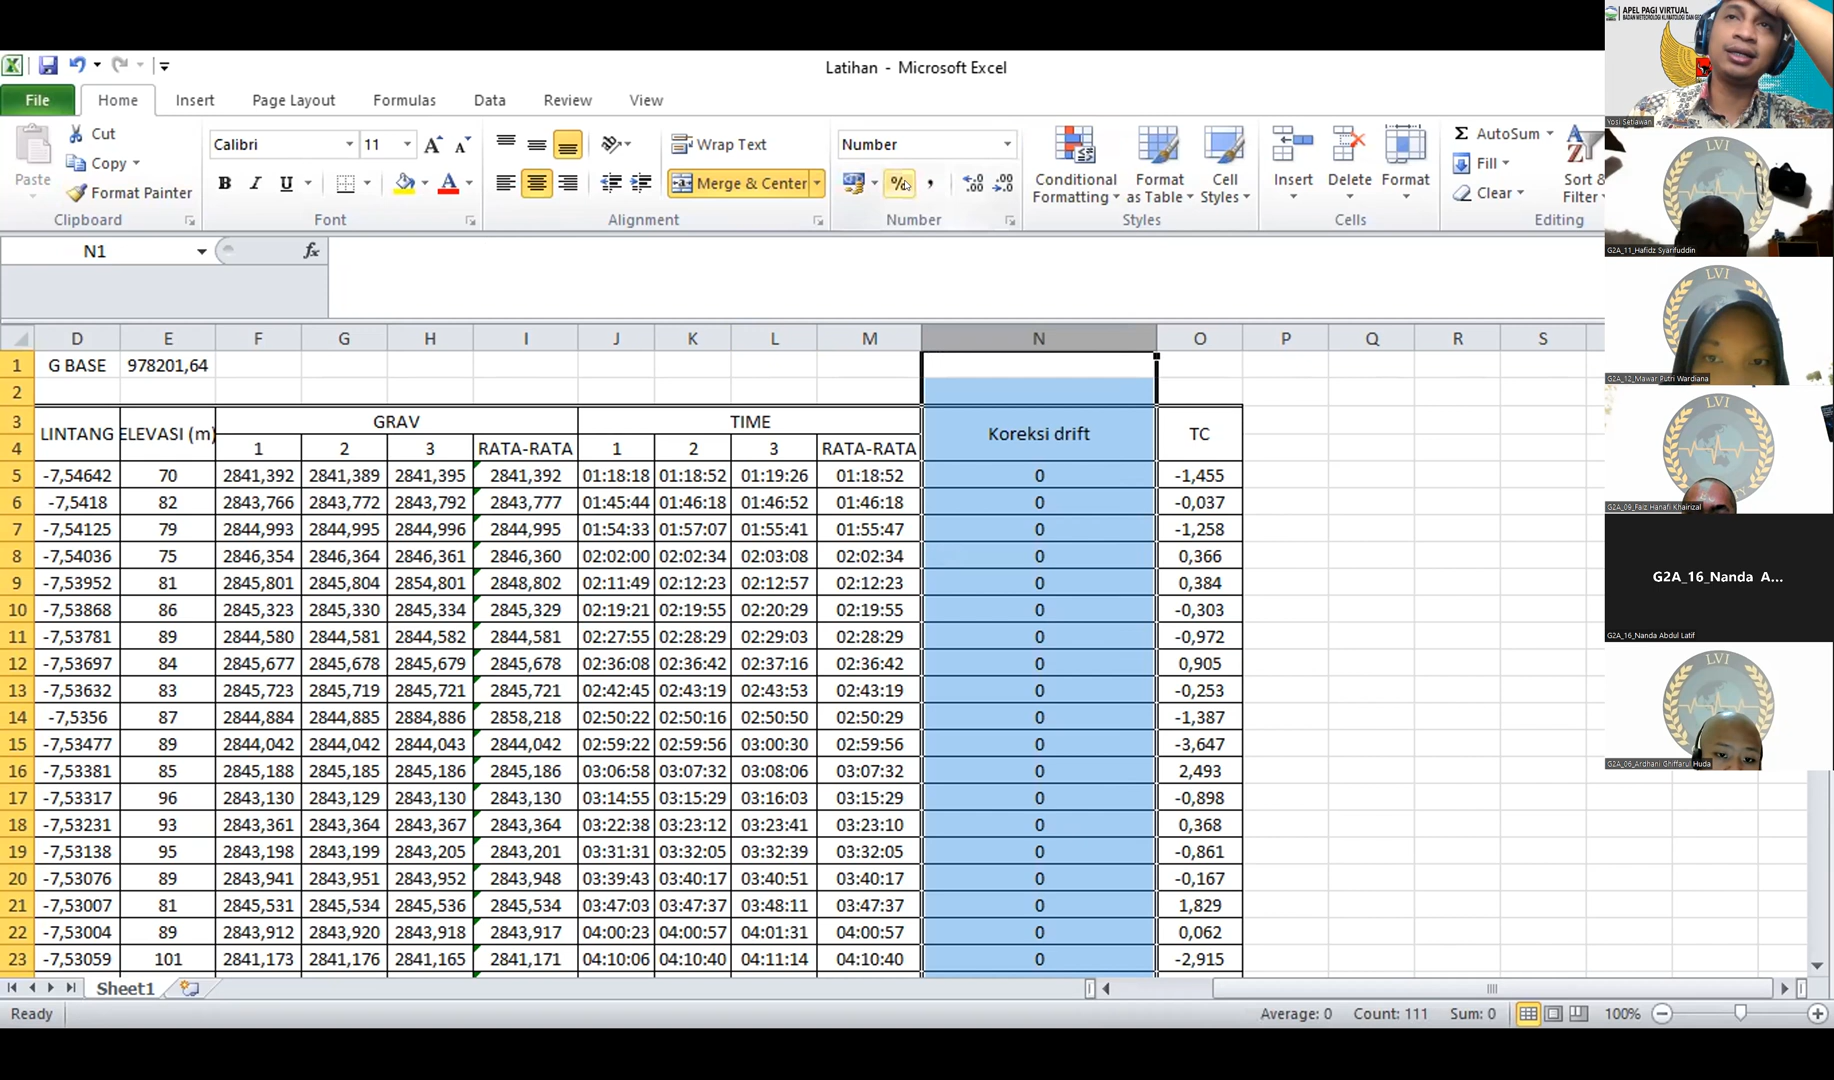 Latihan - Microsoft Excel
File Home Insert Page Layout Formulas Data Review View
Paste Cut Copy Format Painter
Calibri 11
B I U
Wrap Text
Merge & Center
Number
% ,
Conditional Formatting Format as Table Cell Styles
Insert Delete Format
AutoSum Fill Clear
Sort & Filter
Clipboard Font Alignment Number Styles Cells Editing
N1 fx
D E F G H I J K L M N O P Q R S
1 G BASE 978201,64
2
3 LINTANG ELEVASI (m) GRAV TIME Koreksi drift TC
4 1 2 3 RATA-RATA 1 2 3 RATA-RATA
5 -7,54642 70 2841,392 2841,389 2841,395 2841,392 01:18:18 01:18:52 01:19:26 01:18:52 0 -1,455
6 -7,5418 82 2843,766 2843,772 2843,792 2843,777 01:45:44 01:46:18 01:46:52 01:46:18 0 -0,037
7 -7,54125 79 2844,993 2844,995 2844,996 2844,995 01:54:33 01:57:07 01:55:41 01:55:47 0 -1,258
8 -7,54036 75 2846,354 2846,364 2846,361 2846,360 02:02:00 02:02:34 02:03:08 02:02:34 0 0,366
9 -7,53952 81 2845,801 2845,804 2854,801 2848,802 02:11:49 02:12:23 02:12:57 02:12:23 0 0,384
10 -7,53868 86 2845,323 2845,330 2845,334 2845,329 02:19:21 02:19:55 02:20:29 02:19:55 0 -0,303
11 -7,53781 89 2844,580 2844,581 2844,582 2844,581 02:27:55 02:28:29 02:29:03 02:28:29 0 -0,972
12 -7,53697 84 2845,677 2845,678 2845,679 2845,678 02:36:08 02:36:42 02:37:16 02:36:42 0 0,905
13 -7,53632 83 2845,723 2845,719 2845,721 2845,721 02:42:45 02:43:19 02:43:53 02:43:19 0 -0,253
14 -7,5356 87 2844,884 2844,885 2884,886 2858,218 02:50:22 02:50:16 02:50:50 02:50:29 0 -1,387
15 -7,53477 89 2844,042 2844,042 2844,043 2844,042 02:59:22 02:59:56 03:00:30 02:59:56 0 -3,647
16 -7,53381 85 2845,188 2845,185 2845,186 2845,186 03:06:58 03:07:32 03:08:06 03:07:32 0 2,493
17 -7,53317 96 2843,130 2843,129 2843,130 2843,130 03:14:55 03:15:29 03:16:03 03:15:29 0 -0,898
18 -7,53231 93 2843,361 2843,364 2843,367 2843,364 03:22:38 03:23:12 03:23:41 03:23:10 0 0,368
19 -7,53138 95 2843,198 2843,199 2843,205 2843,201 03:31:31 03:32:05 03:32:39 03:32:05 0 -0,861
20 -7,53076 89 2843,941 2843,951 2843,952 2843,948 03:39:43 03:40:17 03:40:51 03:40:17 0 -0,167
21 -7,53007 81 2845,531 2845,534 2845,536 2845,534 03:47:03 03:47:37 03:48:11 03:47:37 0 1,829
22 -7,53004 89 2843,912 2843,920 2843,918 2843,917 04:00:23 04:00:57 04:01:31 04:00:57 0 0,062
23 -7,53059 101 2841,173 2841,176 2841,165 2841,171 04:10:06 04:10:40 04:11:14 04:10:40 0 -2,915
Sheet1
Ready Average: 0 Count: 111 Sum: 0 100%
APEL PAGI VIRTUAL
BADAN METEOROLOGI KLIMATOLOGI DAN
Yosi Setiawan
LVI
G2A_11_Hafidz Syarifuddin
LVI
G2A_12_Mawar Putri Wardiana
LVI
G2A_09_Faiz Hanafi Khairizal
G2A_16_Nanda A...
G2A_16_Nanda Abdul Latif
LVI
G2A_06_Ardhani Ghiffarul Huda